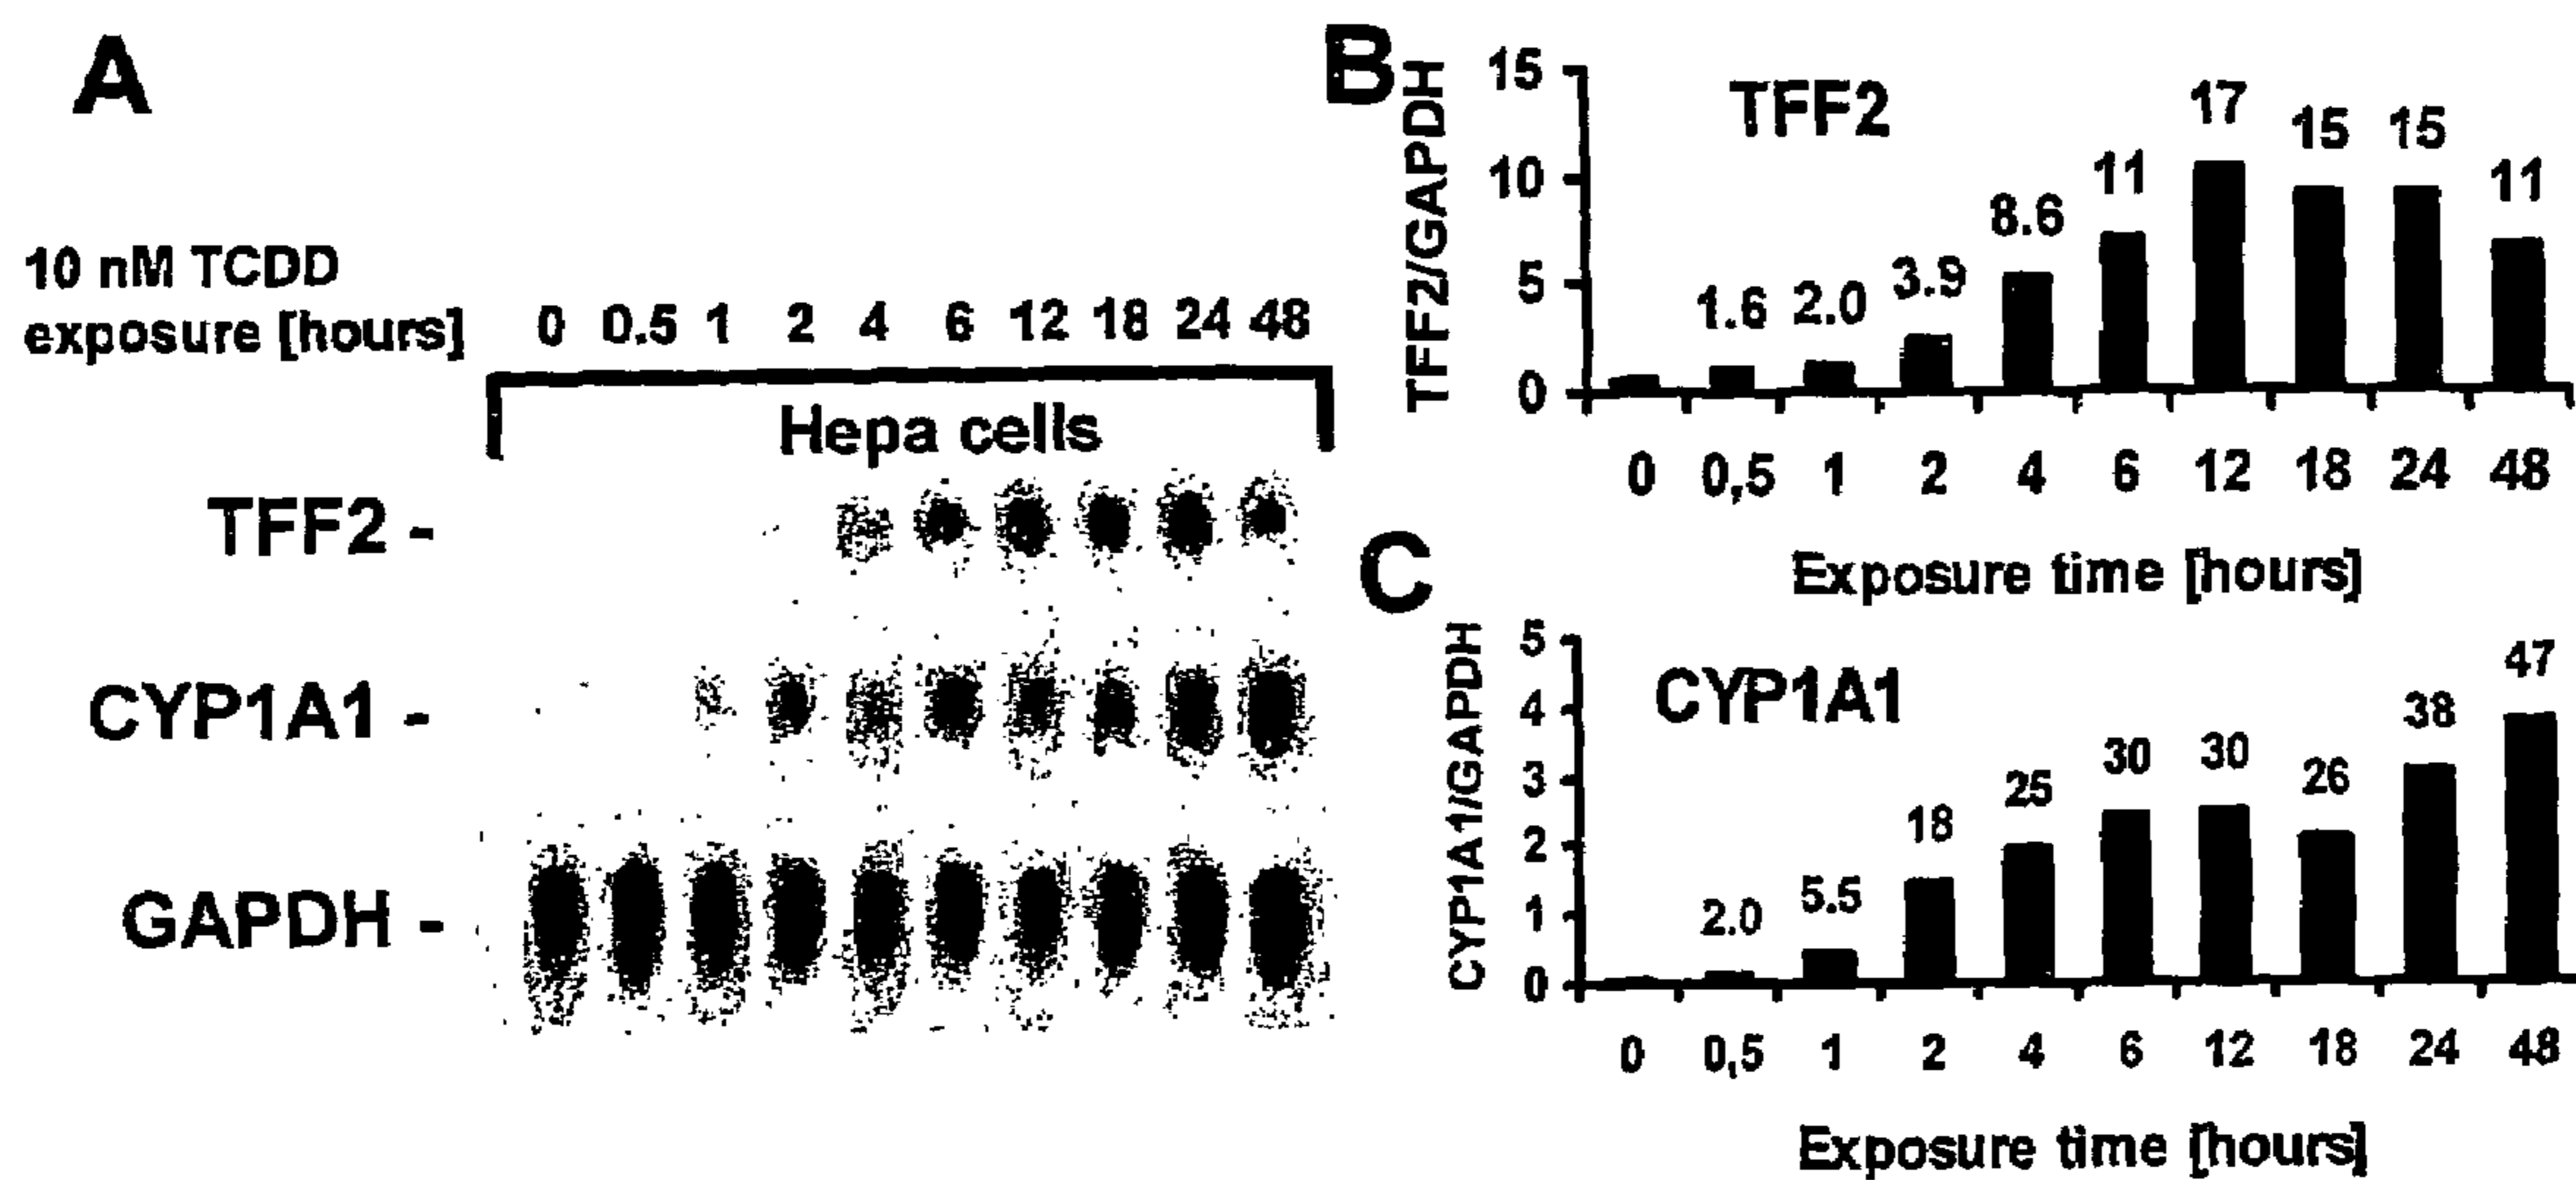 A
10 nM TCDD
exposure [hours] 0 0.5 1 2 4 6 12 18 24 48
Hepa cells
TFF2 -
CYP1A1 -
GAPDH -
B
TFF2/GAPDH
15
10
5
0
TFF2
1.6 2.0 3.9 8.6 11 17 15 15 11
0 0,5 1 2 4 6 12 18 24 48
Exposure time [hours]
C
CYP1A1/GAPDH
5
4
3
2
1
0
CYP1A1
2.0 5.5 18 25 30 30 26 38 47
0 0,5 1 2 4 6 12 18 24 48
Exposure time [hours]